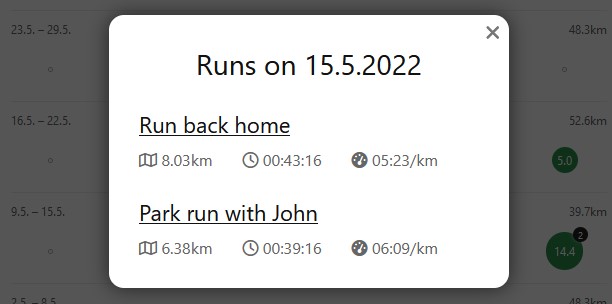 23.5. – 29.5.
48.3km
Runs on 15.5.2022
Run back home
8.03km 00:43:16 05:23/km
16.5. – 22.5.
52.6km
5.0
Park run with John
6.38km 00:39:16 06:09/km
9.5. – 15.5.
39.7km
2
14.4
2.5. – 8.5.
48.3km